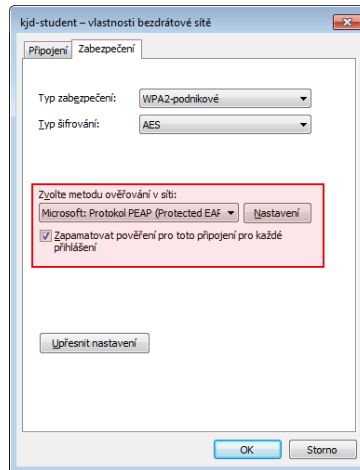 kjd-student – vlastnosti bezdrátové sítě
Připojení Zabezpečení
Typ zabezpečení: WPA2-podnikové
Typ šifrování: AES
Zvolte metodu ověřování v síti:
Microsoft: Protokol PEAP (Protected EAF Nastavení
Zapamatovat pověření pro toto připojení pro každé
přihlášení
Upřesnit nastavení
OK Storno